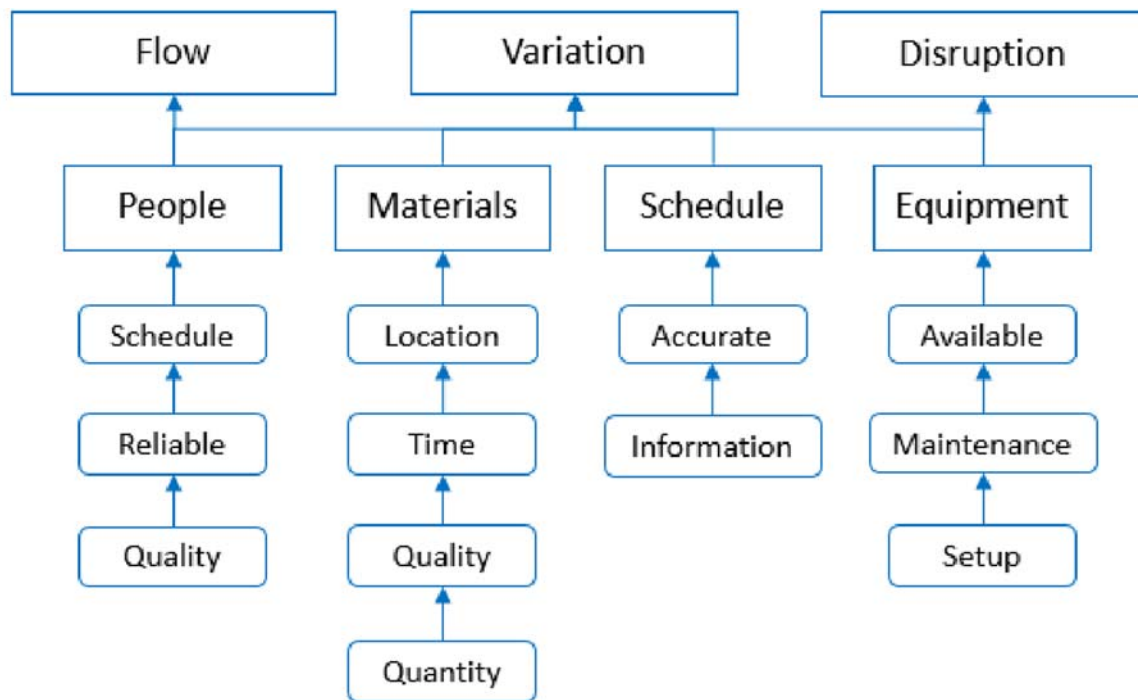 Flow
Variation
Disruption
People
Materials
Schedule
Equipment
Schedule
Location
Accurate
Available
Reliable
Time
Information
Maintenance
Quality
Quality
Setup
Quantity